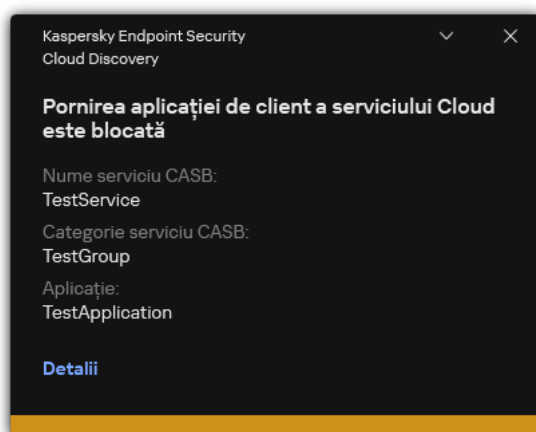 Kaspersky Endpoint Security
Cloud Discovery
Pornirea aplicației de client a serviciului Cloud
este blocată
Nume serviciu CASB:
TestService
Categorie serviciu CASB:
TestGroup
Aplicație:
TestApplication
Detalii